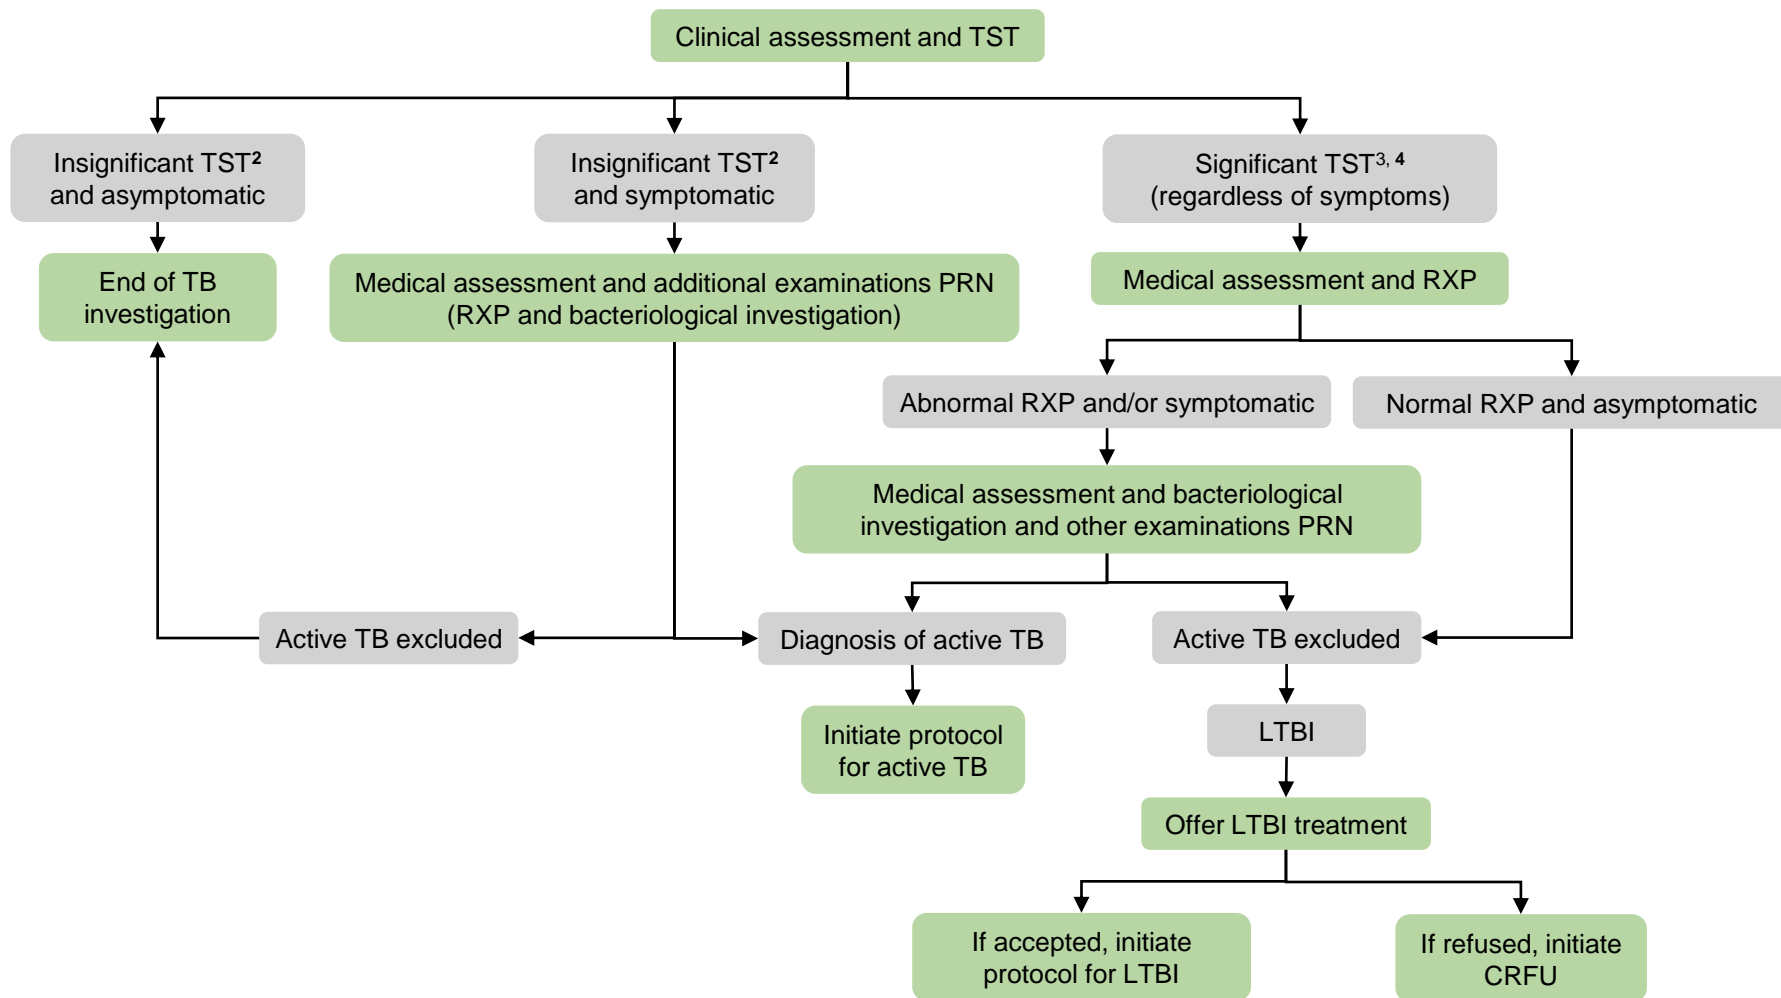 Clinical assessment and TST
Insignificant TST²
and asymptomatic
Insignificant TST²
and symptomatic
Significant TST³, ⁴
(regardless of symptoms)
End of TB
investigation
Medical assessment and additional examinations PRN
(RXP and bacteriological investigation)
Medical assessment and RXP
Abnormal RXP and/or symptomatic
Normal RXP and asymptomatic
Medical assessment and bacteriological
investigation and other examinations PRN
Active TB excluded
Diagnosis of active TB
Active TB excluded
Initiate protocol
for active TB
LTBI
Offer LTBI treatment
If accepted, initiate
protocol for LTBI
If refused, initiate
CRFU